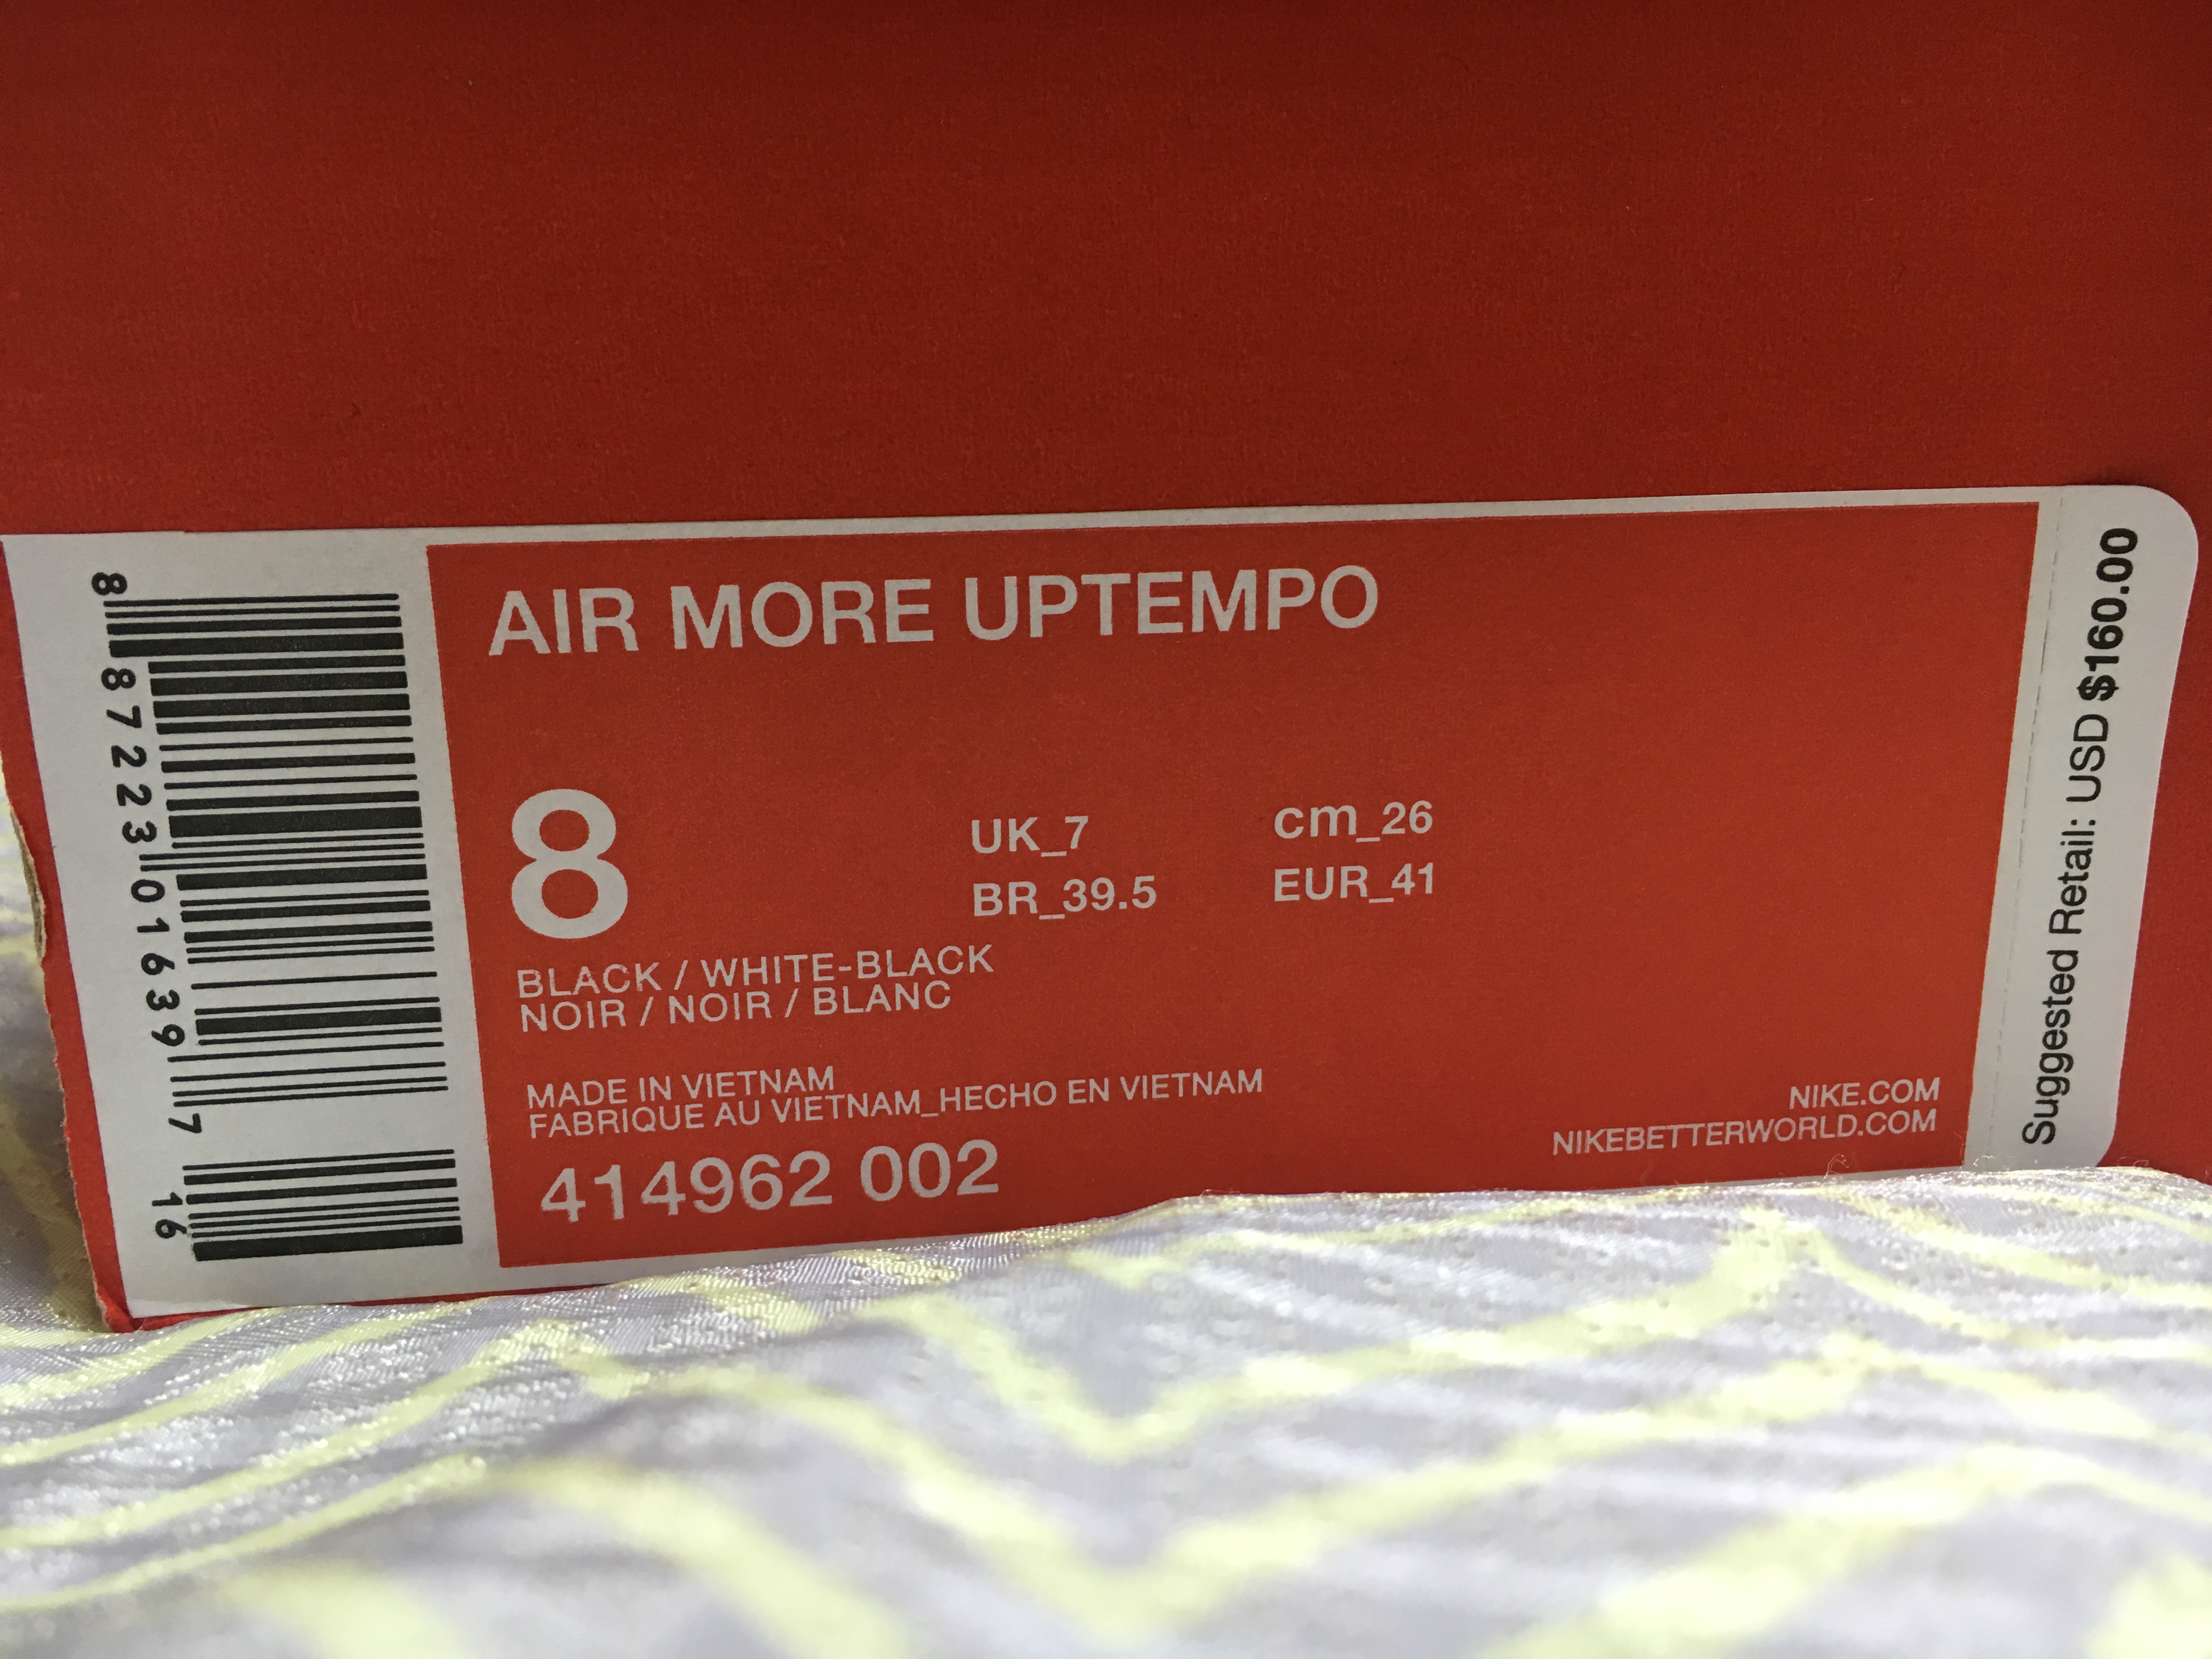 AIR MORE UPTEMPO
8
UK_7
cm_26
BR_39.5
EUR_41
BLACK / WHITE-BLACK
NOIR / NOIR / BLANC
MADE IN VIETNAM
FABRIQUE AU VIETNAM_HECHO EN VIETNAM
414962 002
NIKE.COM
NIKEBETTERWORLD.COM
8 87223 01639 7 16
Suggested Retail: USD $160.00